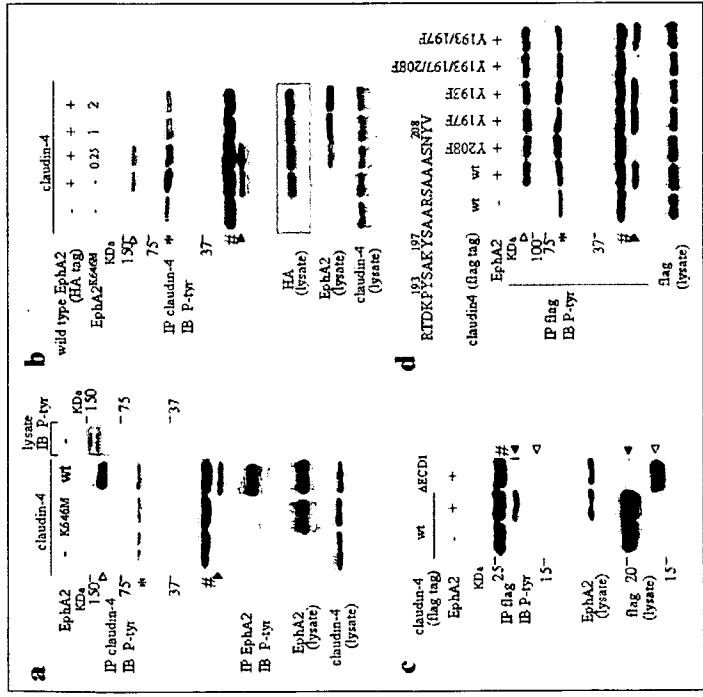 a
claudin-4
EphA2 - K646M wt -
lysate
IB P-tyr
KDa
150
75
37
IP claudin-4
IB P-tyr
KDa
150
75
*
37
#
IP EphA2
IB P-tyr
EphA2
(lysate)
claudin-4
(lysate)
b
claudin-4
wild type EphA2
(HA tag) - + + + +
EphA2K646M - - 0.25 1 2
KDa
150
75
*
IP claudin-4
IB P-tyr
37
#
HA
(lysate)
EphA2
(lysate)
claudin-4
(lysate)
c
claudin-4
(flag tag) wt ΔECD1
EphA2 - + +
KDa
25
#
IP flag
IB P-tyr
15
EphA2
(lysate)
flag
(lysate)
20
15
d
193 197 208
RTDKPYSAKYSAARSAAASNYV
claudin4 (flag tag) wt wt Y208F Y197F Y193F Y193/197/208F Y193/197F
EphA2 - + + + + + +
KDa
100
75
*
IP flag
IB P-tyr
37
#
flag
(lysate)